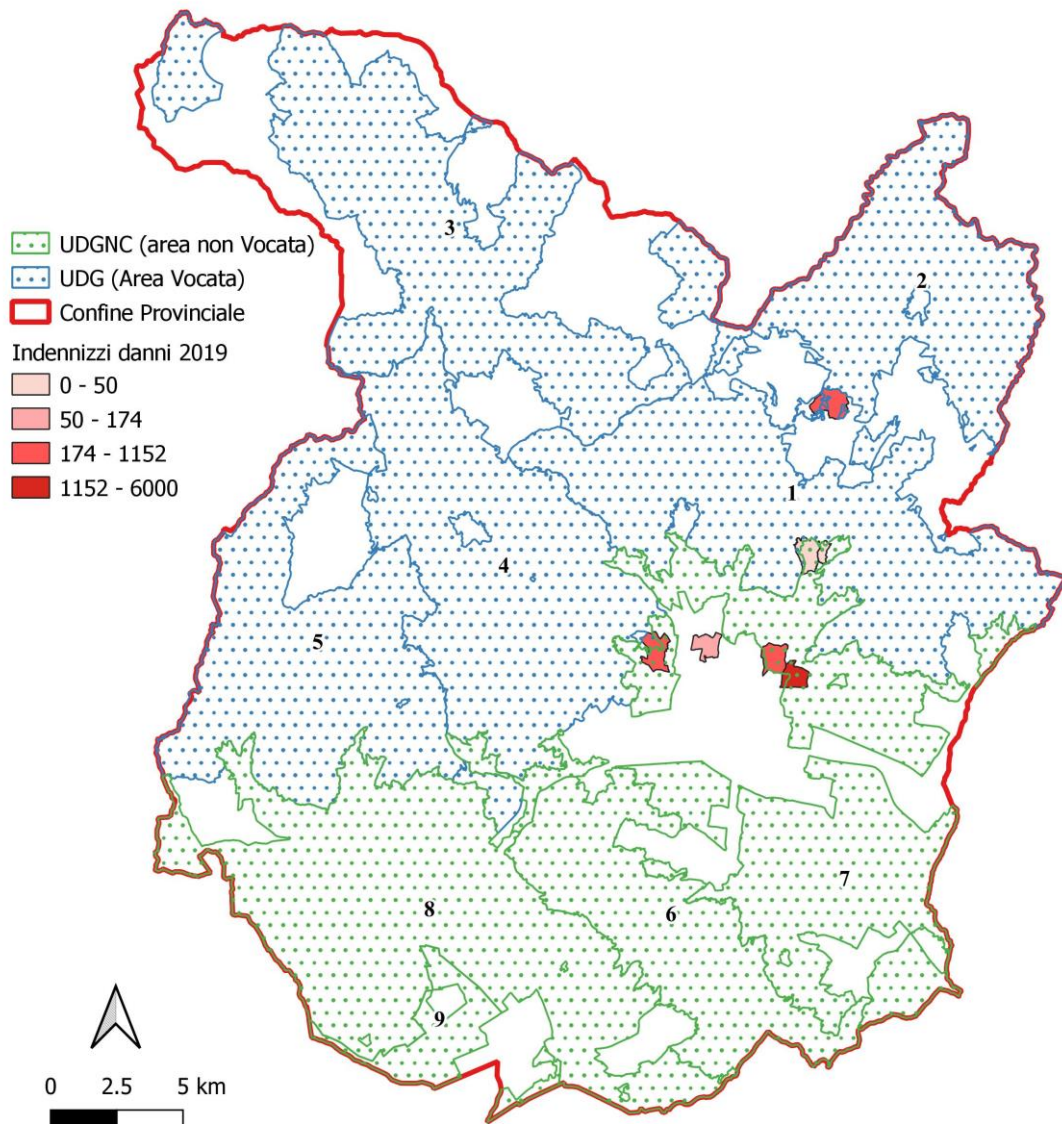 3
2
UDGNC (area non Vocata)
UDG (Area Vocata)
Confine Provinciale
Indennizzi danni 2019
0 - 50
50 - 174
174 - 1152
1152 - 6000
1
4
5
7
8
6
9
0 2.5 5 km